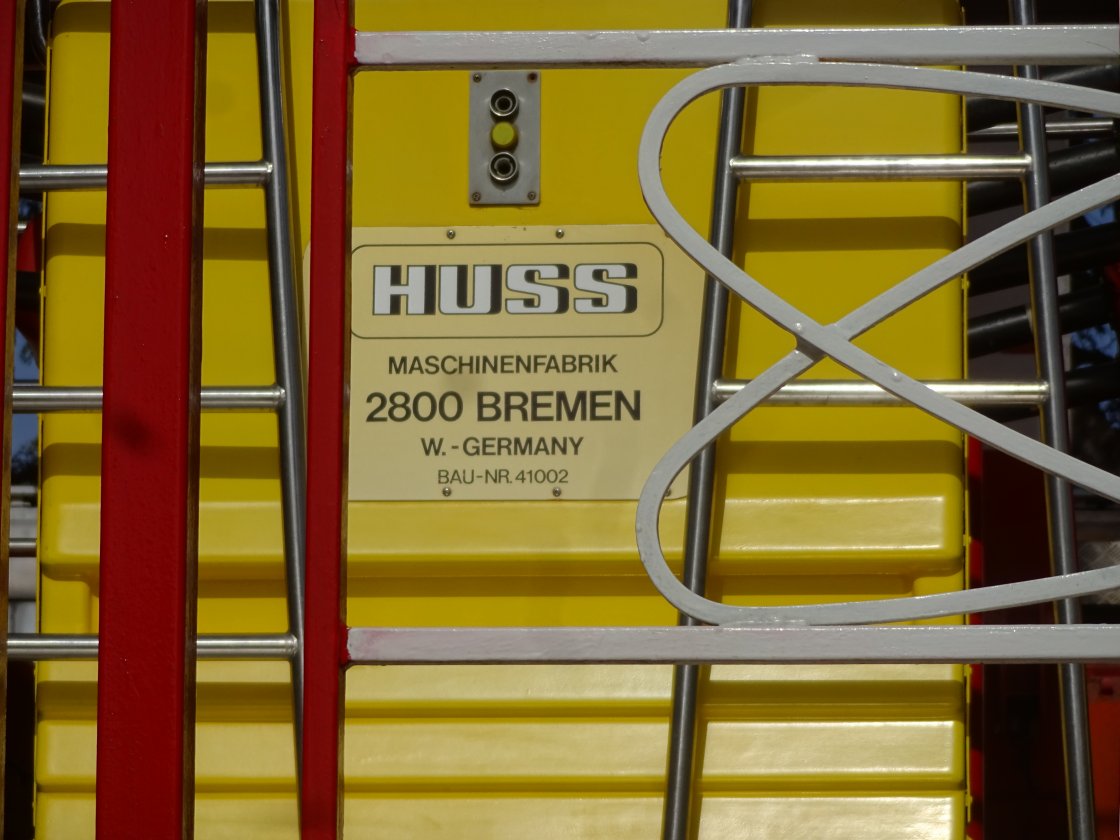 HUSS
MASCHINENFABRIK
2800 BREMEN
W.-GERMANY
BAU-NR. 41002